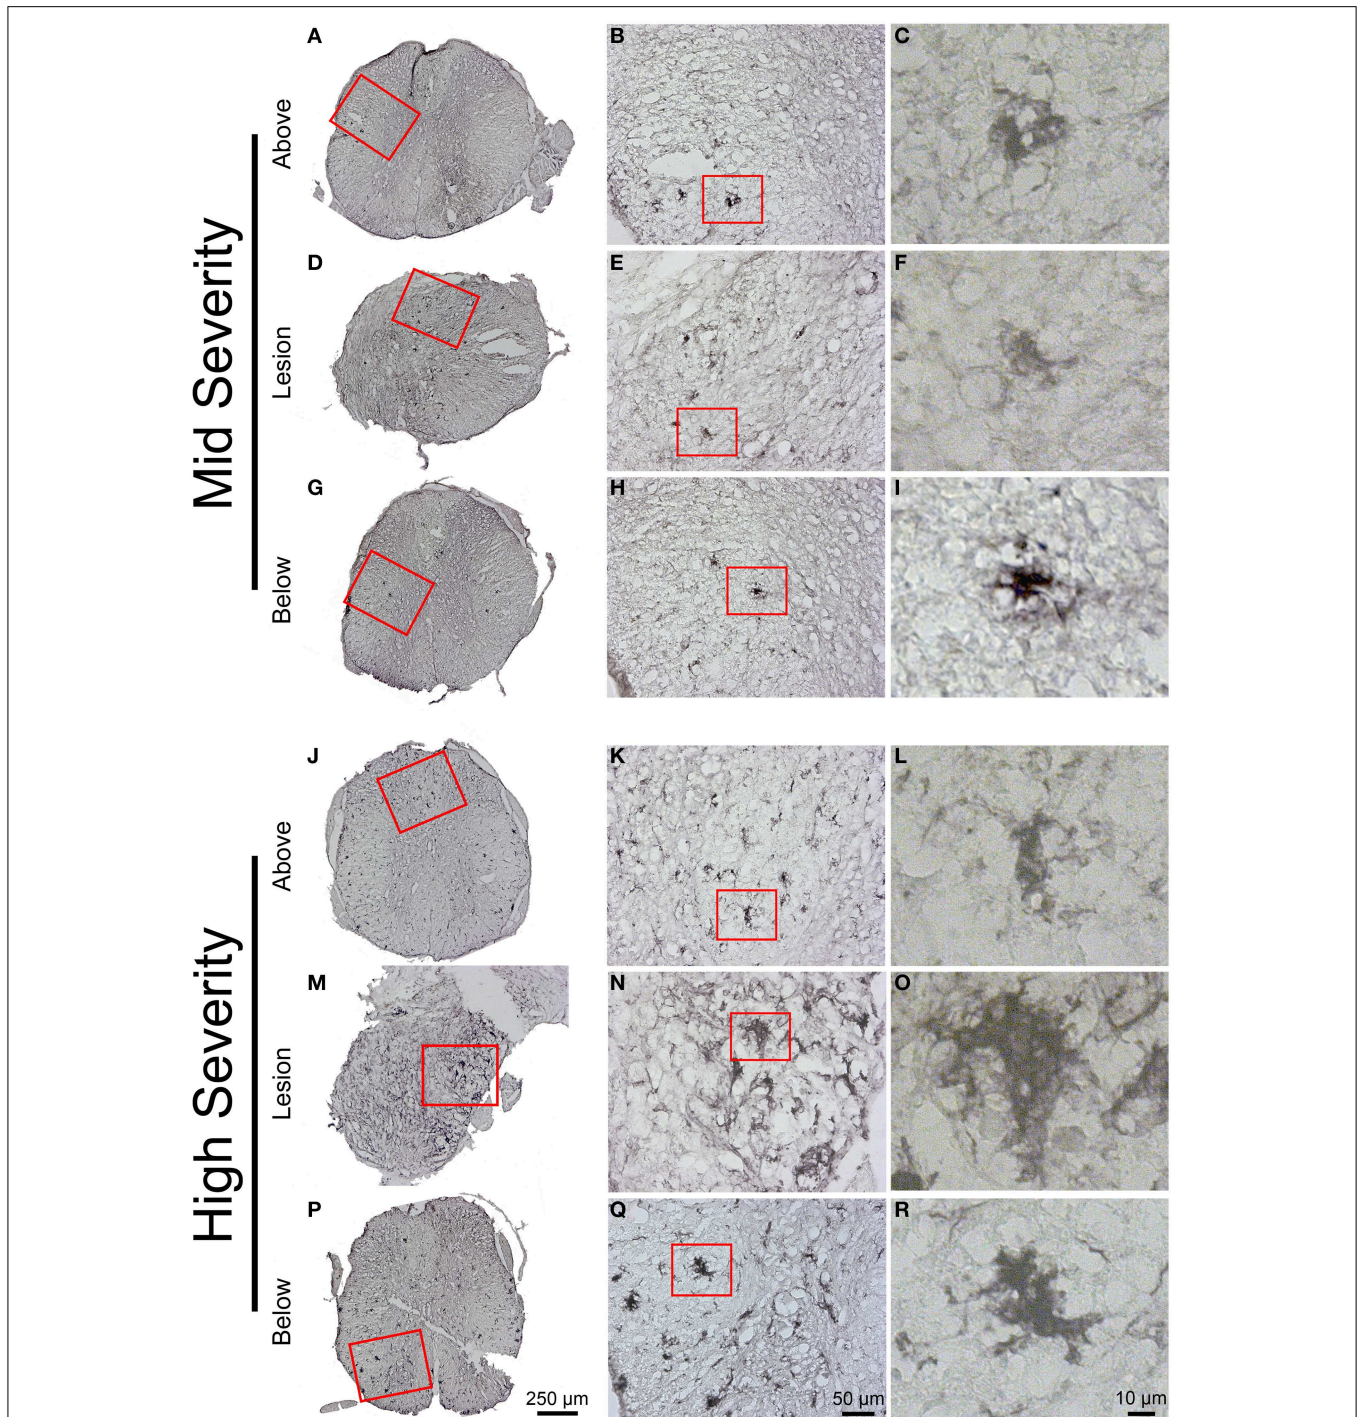 Mid Severity
Above
A
B
C
Lesion
D
E
F
Below
G
H
I
High Severity
Above
J
K
L
Lesion
M
N
O
Below
P
Q
R
250 µm
50 µm
10 µm